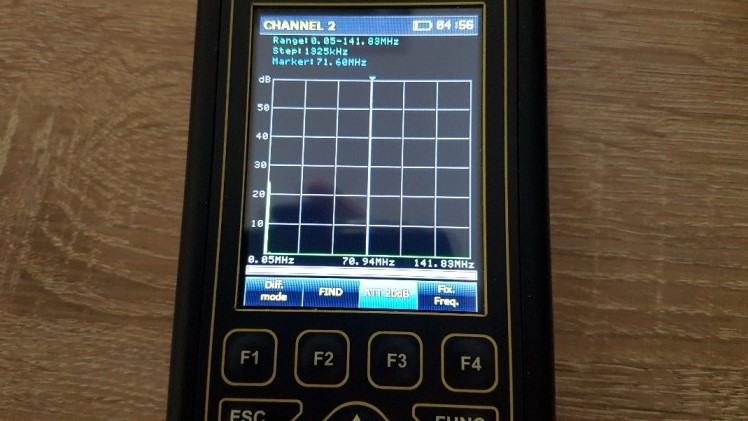 CHANNEL 2 04:56
Range:0.05-141.83MHz
Step:1325kHz
Marker:71.60MHz
dB
50
40
30
20
10
0.05MHz 70.94MHz 141.83MHz
Diff. mode FIND ATT 20dB Fix. Freq.
F1 F2 F3 F4
ESC FUNC